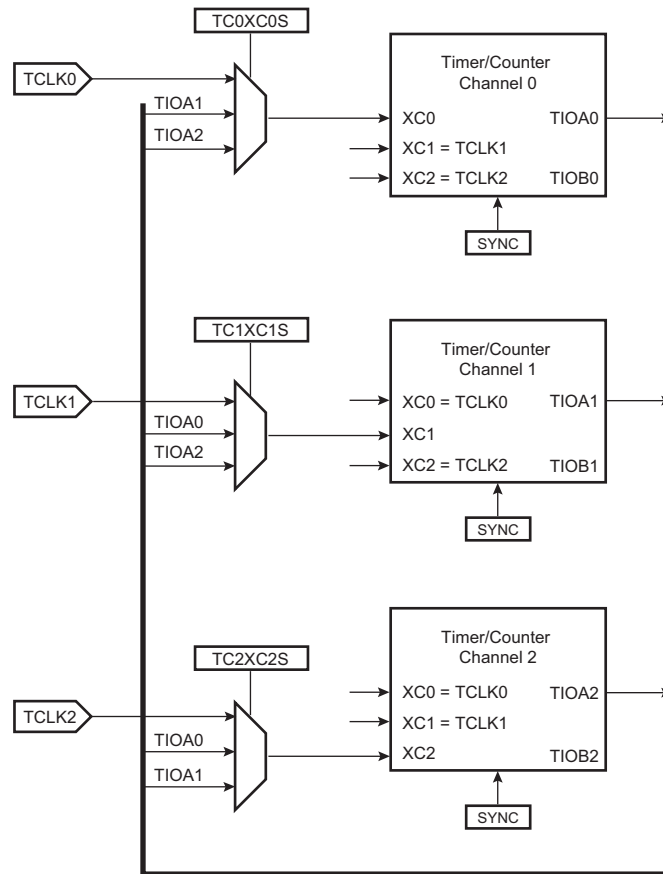 TC0XC0S
TCLK0
TIOA1
TIOA2
Timer/Counter
Channel 0
XC0
TIOA0
XC1 = TCLK1
XC2 = TCLK2
TIOB0
SYNC
TC1XC1S
TCLK1
TIOA0
TIOA2
Timer/Counter
Channel 1
XC0 = TCLK0
TIOA1
XC1
XC2 = TCLK2
TIOB1
SYNC
TC2XC2S
TCLK2
TIOA0
TIOA1
Timer/Counter
Channel 2
XC0 = TCLK0
TIOA2
XC1 = TCLK1
XC2
TIOB2
SYNC